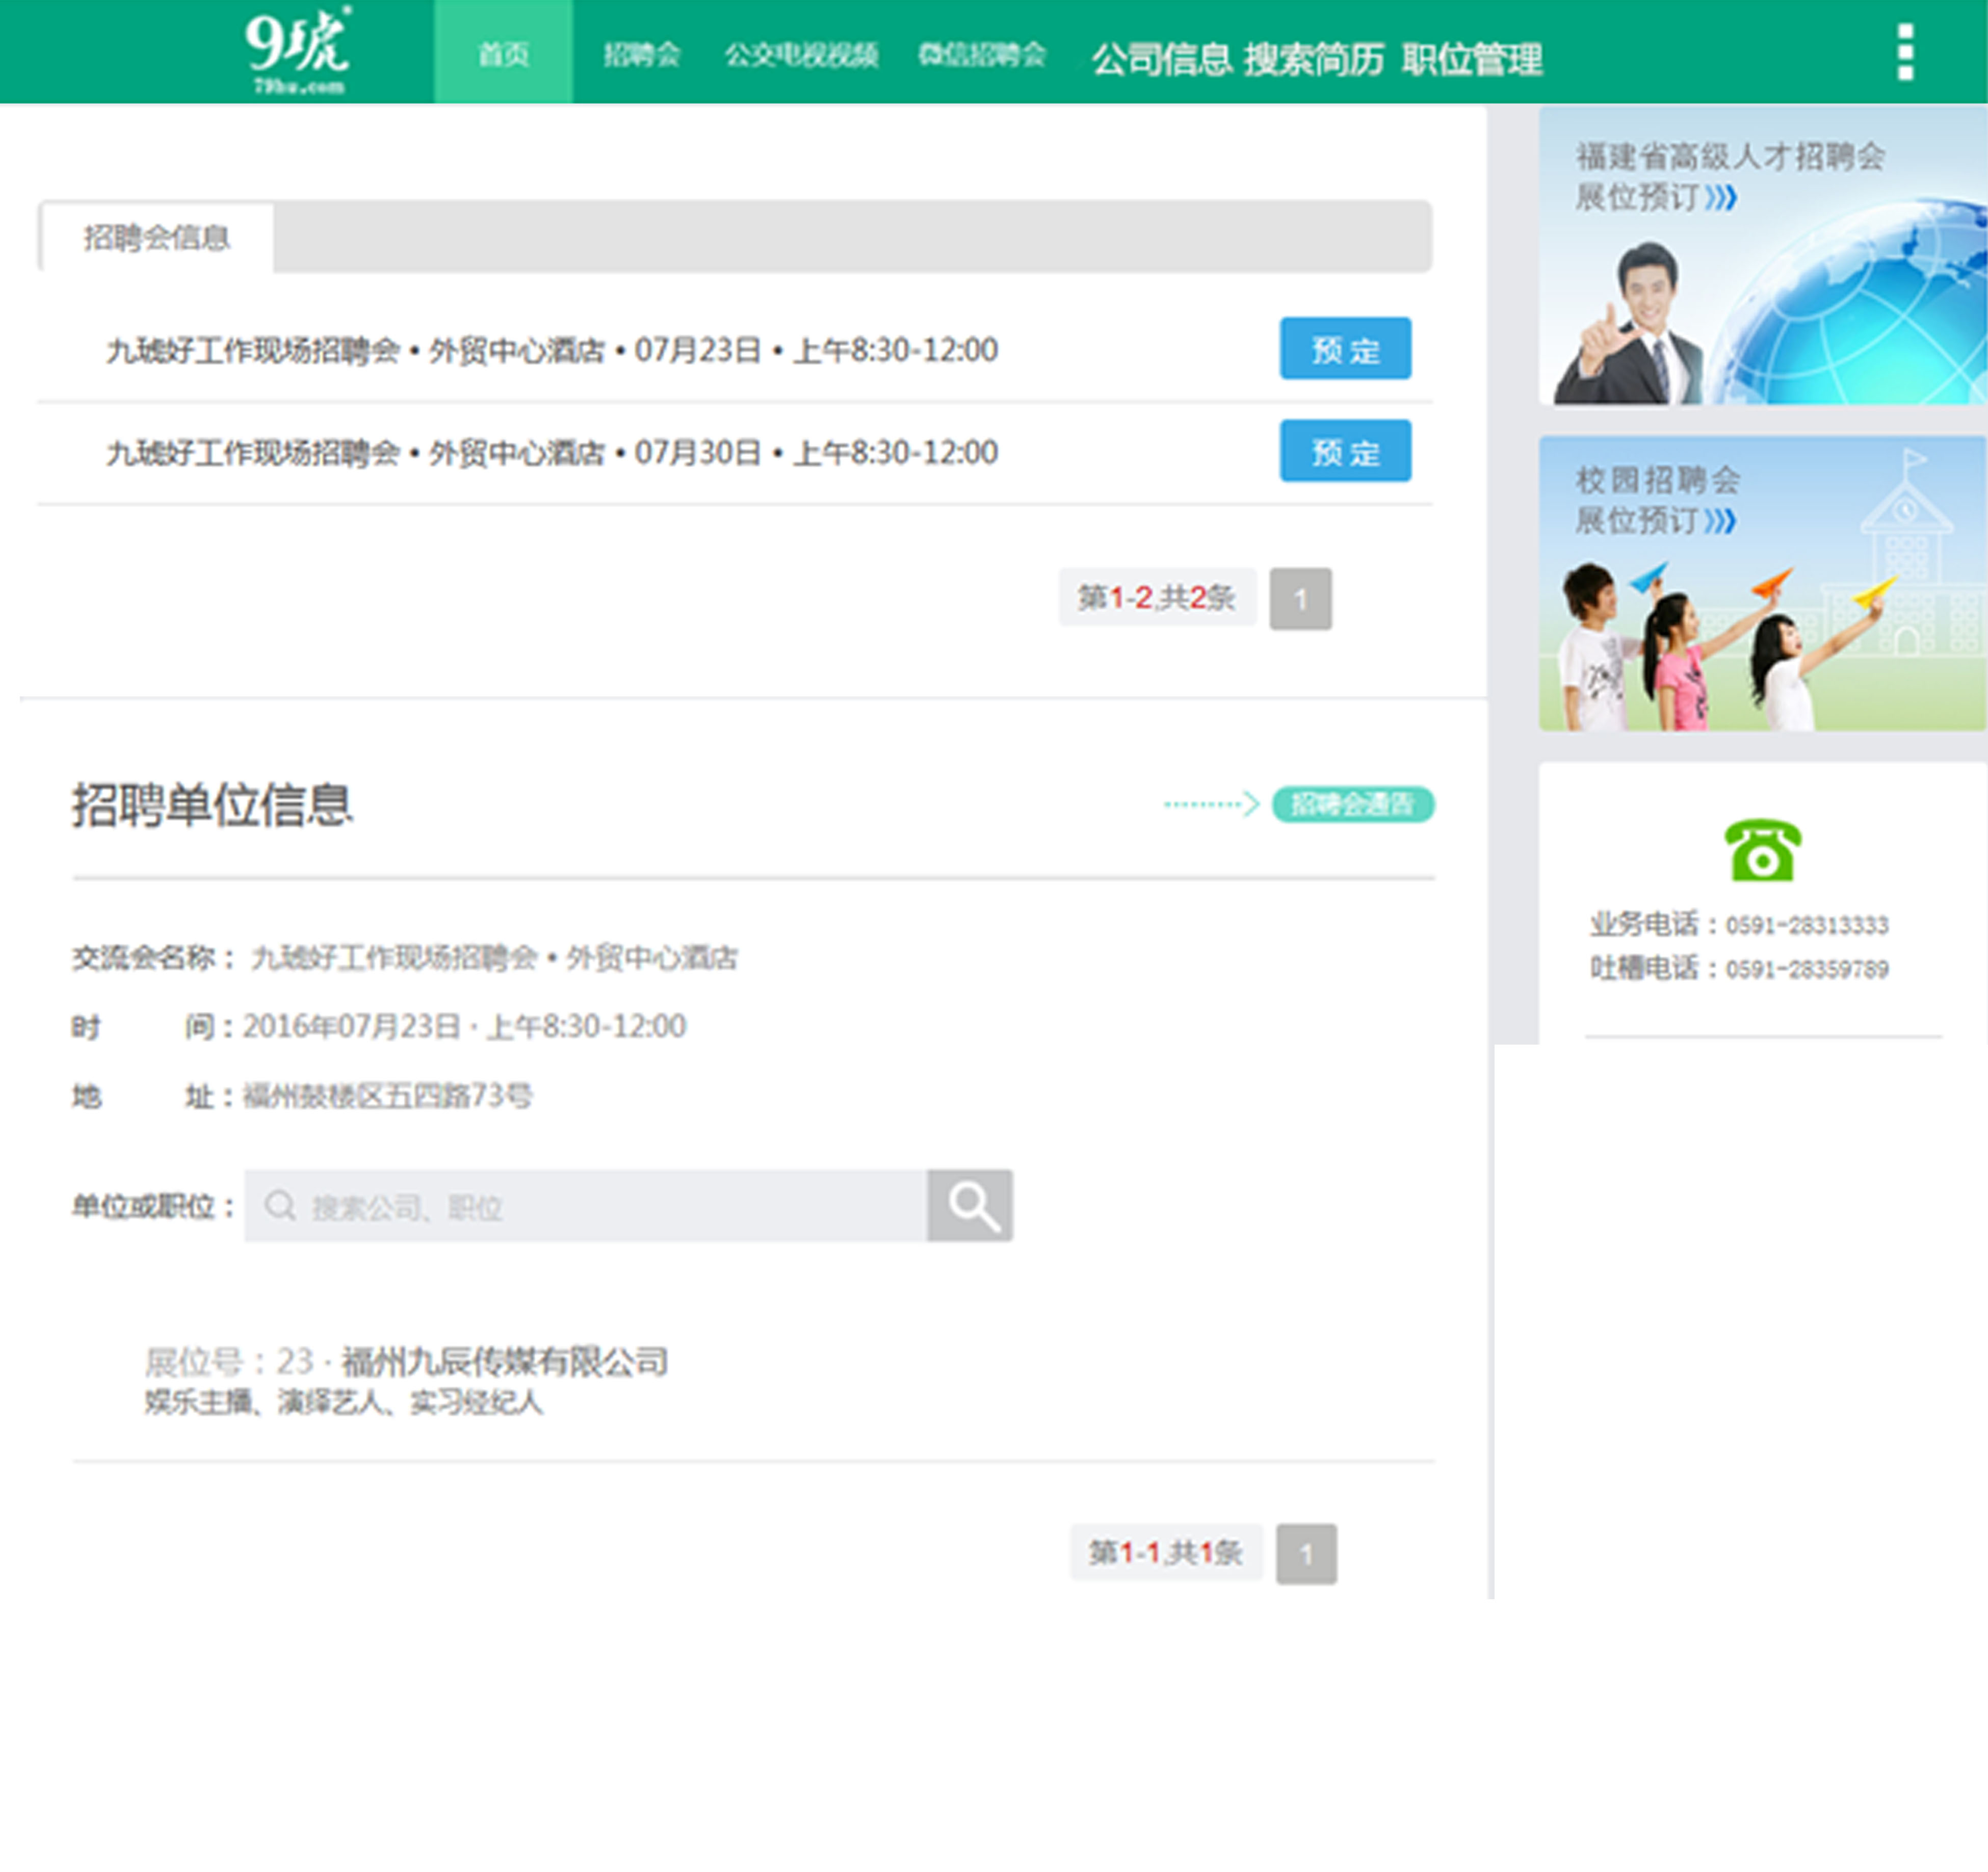 9琥
79hu.com
首页 招聘会 公交电视视频 微信招聘会 公司信息 搜索简历 职位管理
招聘会信息
九琥好工作现场招聘会 • 外贸中心酒店 • 07月23日 • 上午8:30-12:00 预 定
九琥好工作现场招聘会 • 外贸中心酒店 • 07月30日 • 上午8:30-12:00 预 定
第1-2,共2条 1
招聘单位信息
招聘会通告
交流会名称： 九琥好工作现场招聘会 • 外贸中心酒店
时 间：2016年07月23日 · 上午8:30-12:00
地 址：福州鼓楼区五四路73号
单位或职位： 搜索公司、职位
展位号：23 · 福州九辰传媒有限公司
娱乐主播、演绎艺人、实习经纪人
第1-1,共1条 1
福建省高级人才招聘会
展位预订
校园招聘会
展位预订
业务电话：0591-28313333
吐槽电话：0591-28359789